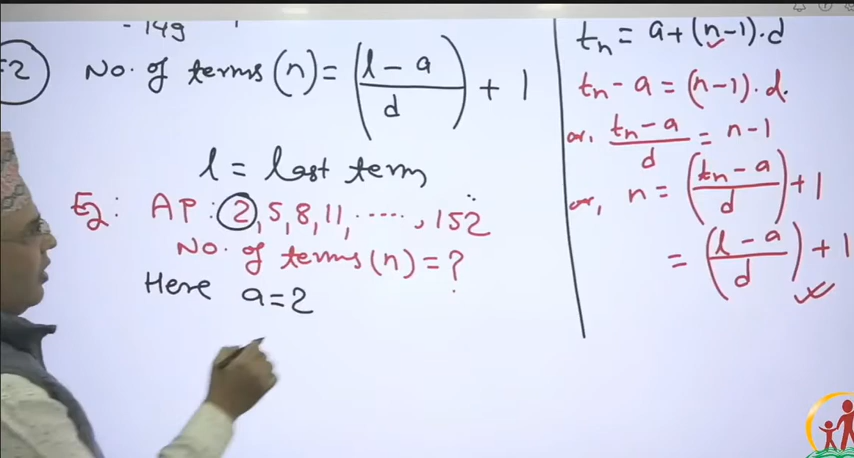 - 149
2
No. of terms (n) = (l - a / d) + 1
l = last term
Eg: AP: 2, 5, 8, 11, ....., 152
No. of terms (n) = ?
Here a = 2
tn = a + (n-1).d
tn - a = (n-1).d
or, tn - a / d = n-1
or, n = (tn - a / d) + 1
= (l - a / d) + 1